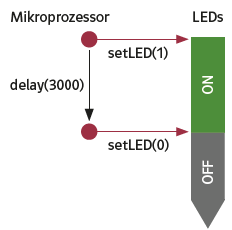 Mikroprozessor LEDs
setLED(1)
delay(3000)
ON
setLED(0)
OFF